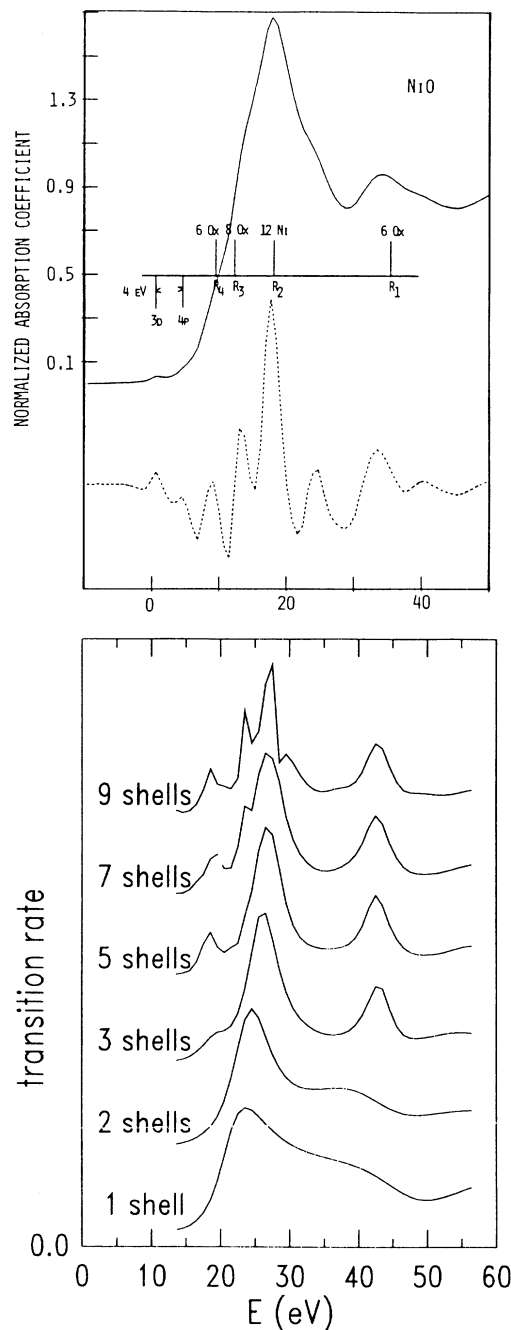 NiO
NORMALIZED ABSORPTION COEFFICIENT
1.3
0.9
0.5
0.1
6 Ox 8 Ox 12 Ni 6 Ox
4 eV
R4 R3 R2 R1
3D 4P
0 20 40
transition rate
9 shells
7 shells
5 shells
3 shells
2 shells
1 shell
0.0
0 10 20 30 40 50 60
E (eV)